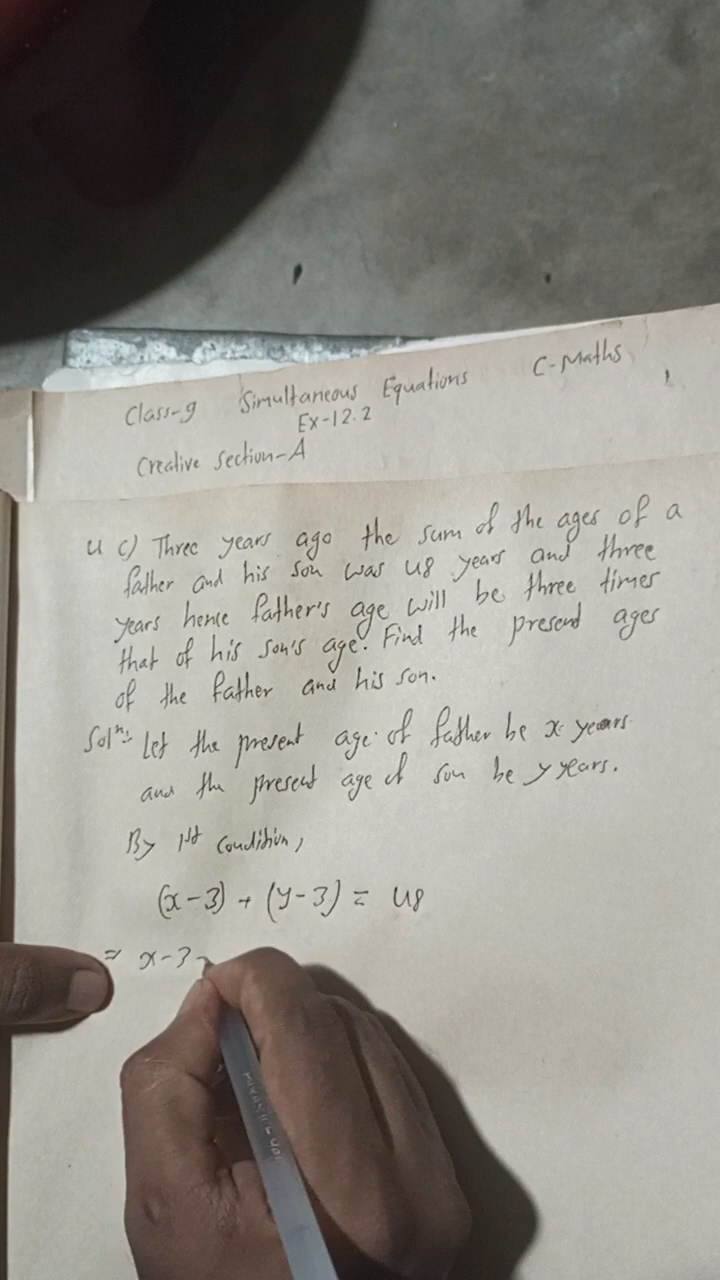 Class-9 Simultaneous Equations C-Maths
Ex-12.2
Creative Section-A
4 c) Three years ago the sum of the ages of a
father and his son was 48 years and three
years hence father's age will be three times
that of his son's age. Find the present ages
of the father and his son.
Solⁿ:- Let the present age of father be x years
and the present age of son be y years.
By 1st condition,
(x-3) + (y-3) = 48
= x-3